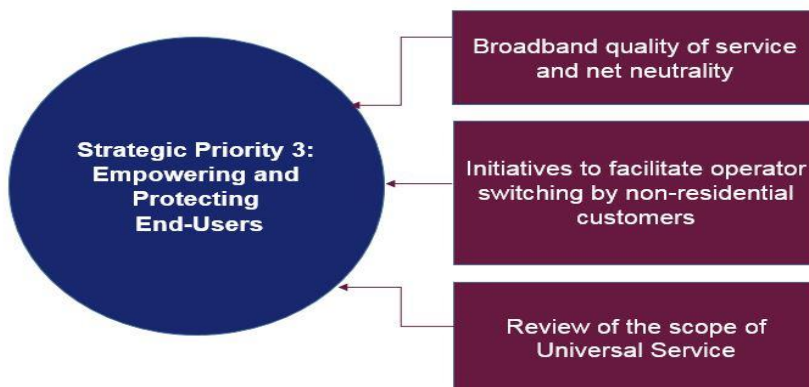 Strategic Priority 3:
Empowering and
Protecting
End-Users
Broadband quality of service
and net neutrality
Initiatives to facilitate operator
switching by non-residential
customers
Review of the scope of
Universal Service